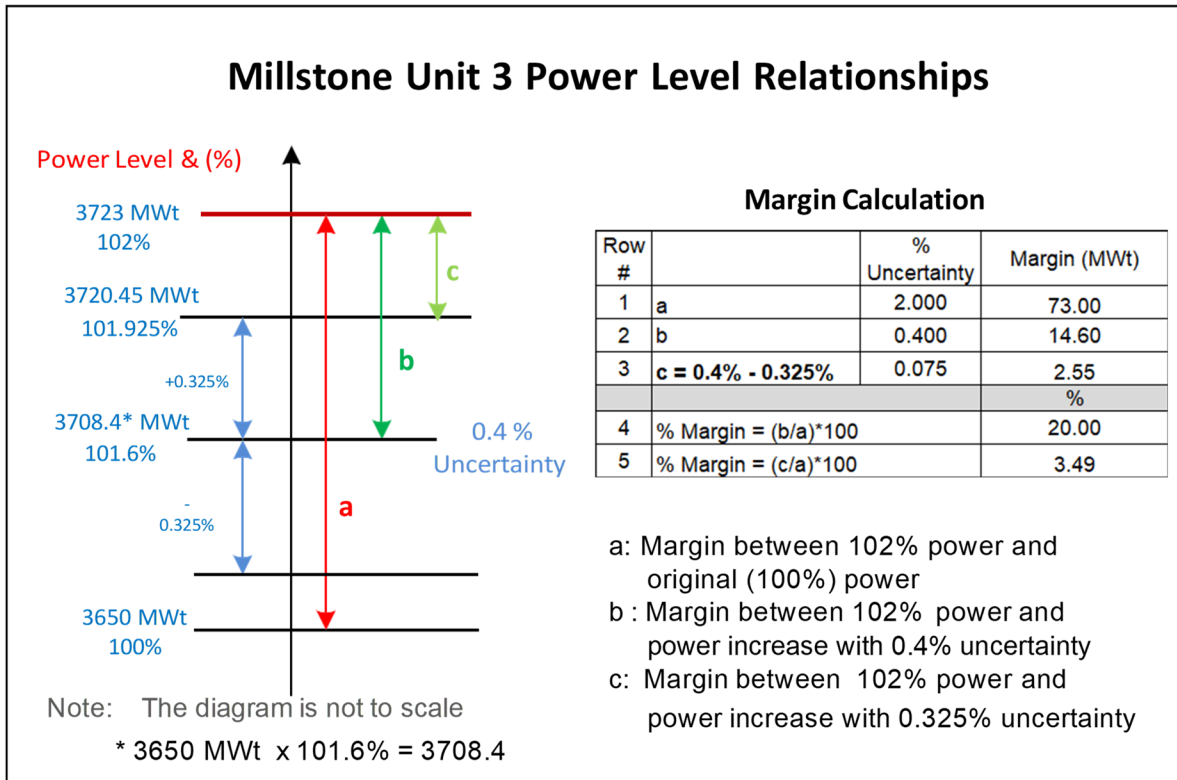 Millstone Unit 3 Power Level Relationships
Power Level & (%)
3723 MWt
102%
3720.45 MWt
101.925%
+0.325%
3708.4* MWt
101.6%
-
0.325%
3650 MWt
100%
a
b
c
0.4 %
Uncertainty
Note: The diagram is not to scale
* 3650 MWt x 101.6% = 3708.4
Margin Calculation
Row # % Uncertainty Margin (MWt)
1 a 2.000 73.00
2 b 0.400 14.60
3 c = 0.4% - 0.325% 0.075 2.55
%
4 % Margin = (b/a)*100 20.00
5 % Margin = (c/a)*100 3.49
a: Margin between 102% power and
original (100%) power
b : Margin between 102% power and
power increase with 0.4% uncertainty
c: Margin between 102% power and
power increase with 0.325% uncertainty